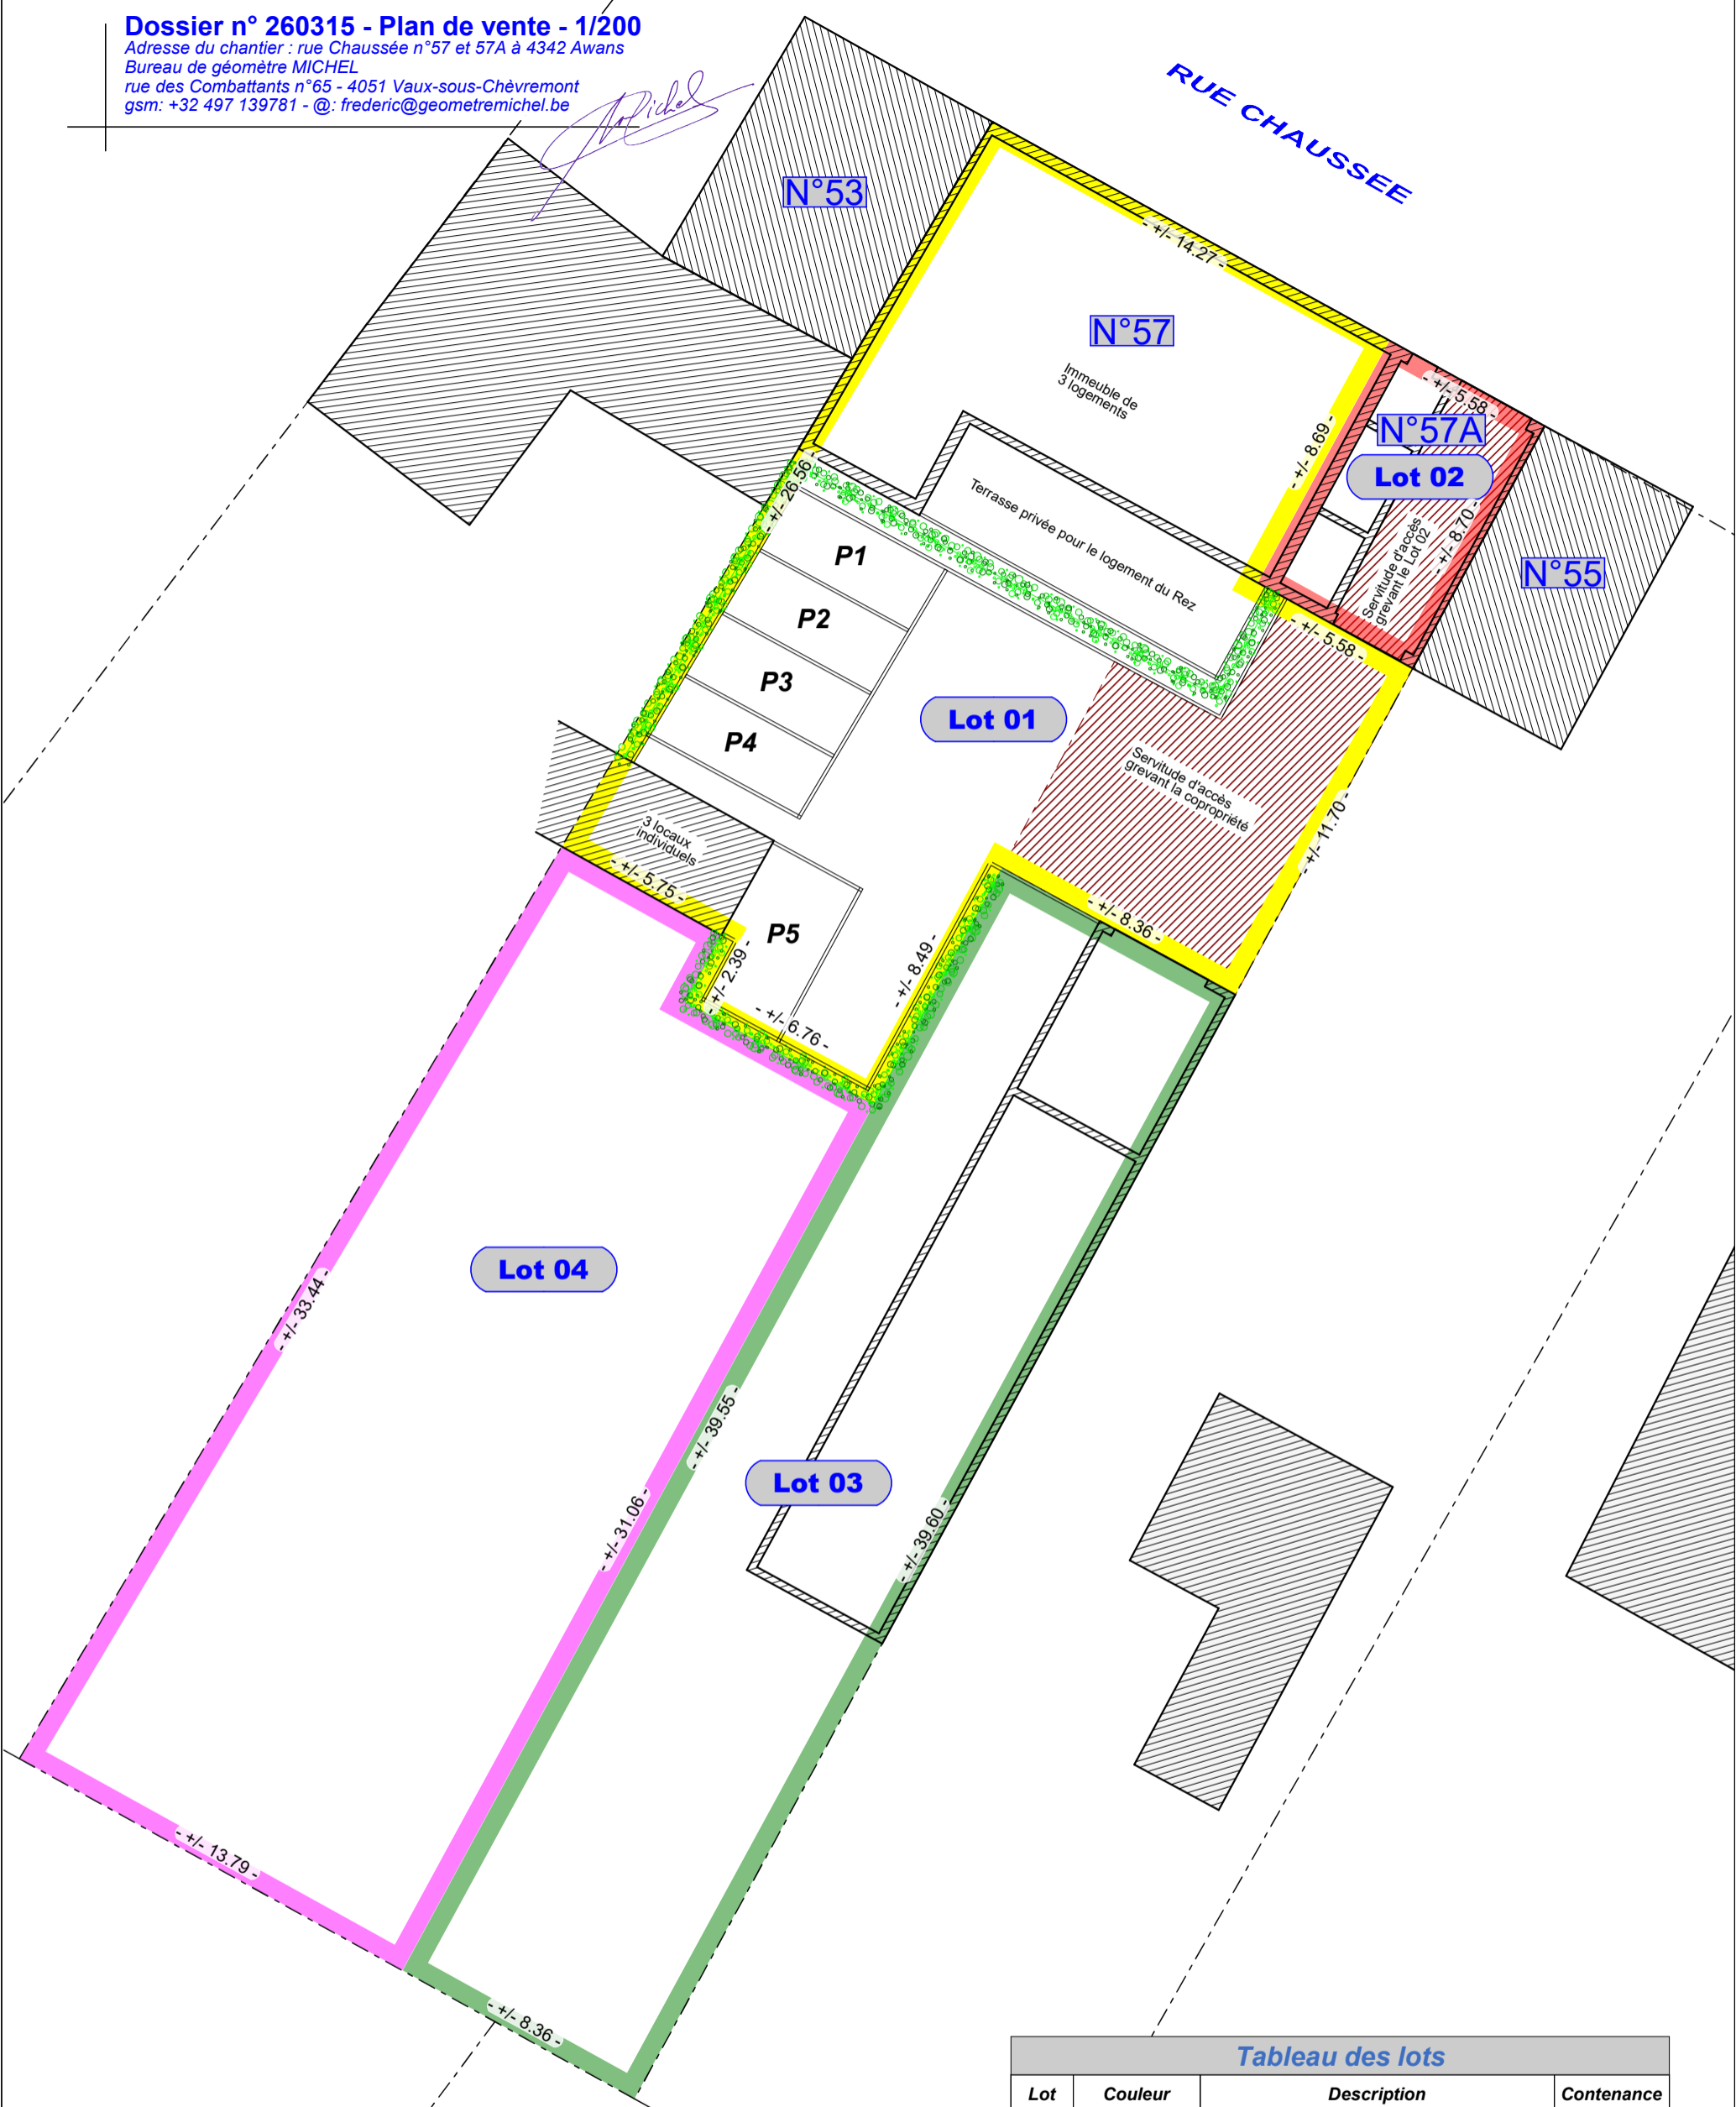 Dossier n° 260315 - Plan de vente - 1/200
Adresse du chantier : rue Chaussée n°57 et 57A à 4342 Awans
Bureau de géomètre MICHEL
rue des Combattants n°65 - 4051 Vaux-sous-Chèvremont
gsm: +32 497 139781 - @: frederic@geometremichel.be
Michel
RUE CHAUSSEE
N°53
- +/- 14.27 -
N°57
Immeuble de
3 logements
- +/- 5.58 -
N°57A
- +/- 8.69 -
Lot 02
- +/- 26.56 -
Terrasse privée pour le logement du Rez
Servitude d'accès
grevant le Lot 02
- +/- 8.70 -
N°55
P1
P2
- +/- 5.58 -
P3
Lot 01
P4
Servitude d'accès
grevant la copropriété
- +/- 11.70 -
3 locaux
individuels
- +/- 5.75 -
P5
- +/- 8.36 -
- +/- 2.39 -
- +/- 8.49 -
- +/- 6.76 -
Lot 04
- +/- 33.44 -
- +/- 39.55 -
Lot 03
- +/- 31.06 -
- +/- 39.60 -
- +/- 13.79 -
- +/- 8.36 -
Tableau des lots
Lot Couleur Description Contenance